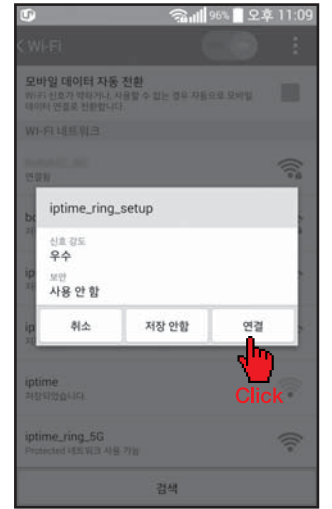 96% 오후 11:09
< Wi-Fi
모바일 데이터 자동 전환
Wi-Fi 신호가 약하거나, 사용할 수 없는 경우 자동으로 모바일
데이터 연결로 전환합니다.
Wi-Fi 네트워크
연결됨
iptime_ring_setup
신호 강도
우수
보안
사용 안 함
취소 저장 안함 연결
Click
iptime
저장되었습니다.
iptime_ring_5G
Protected 네트워크 사용 가능
검색